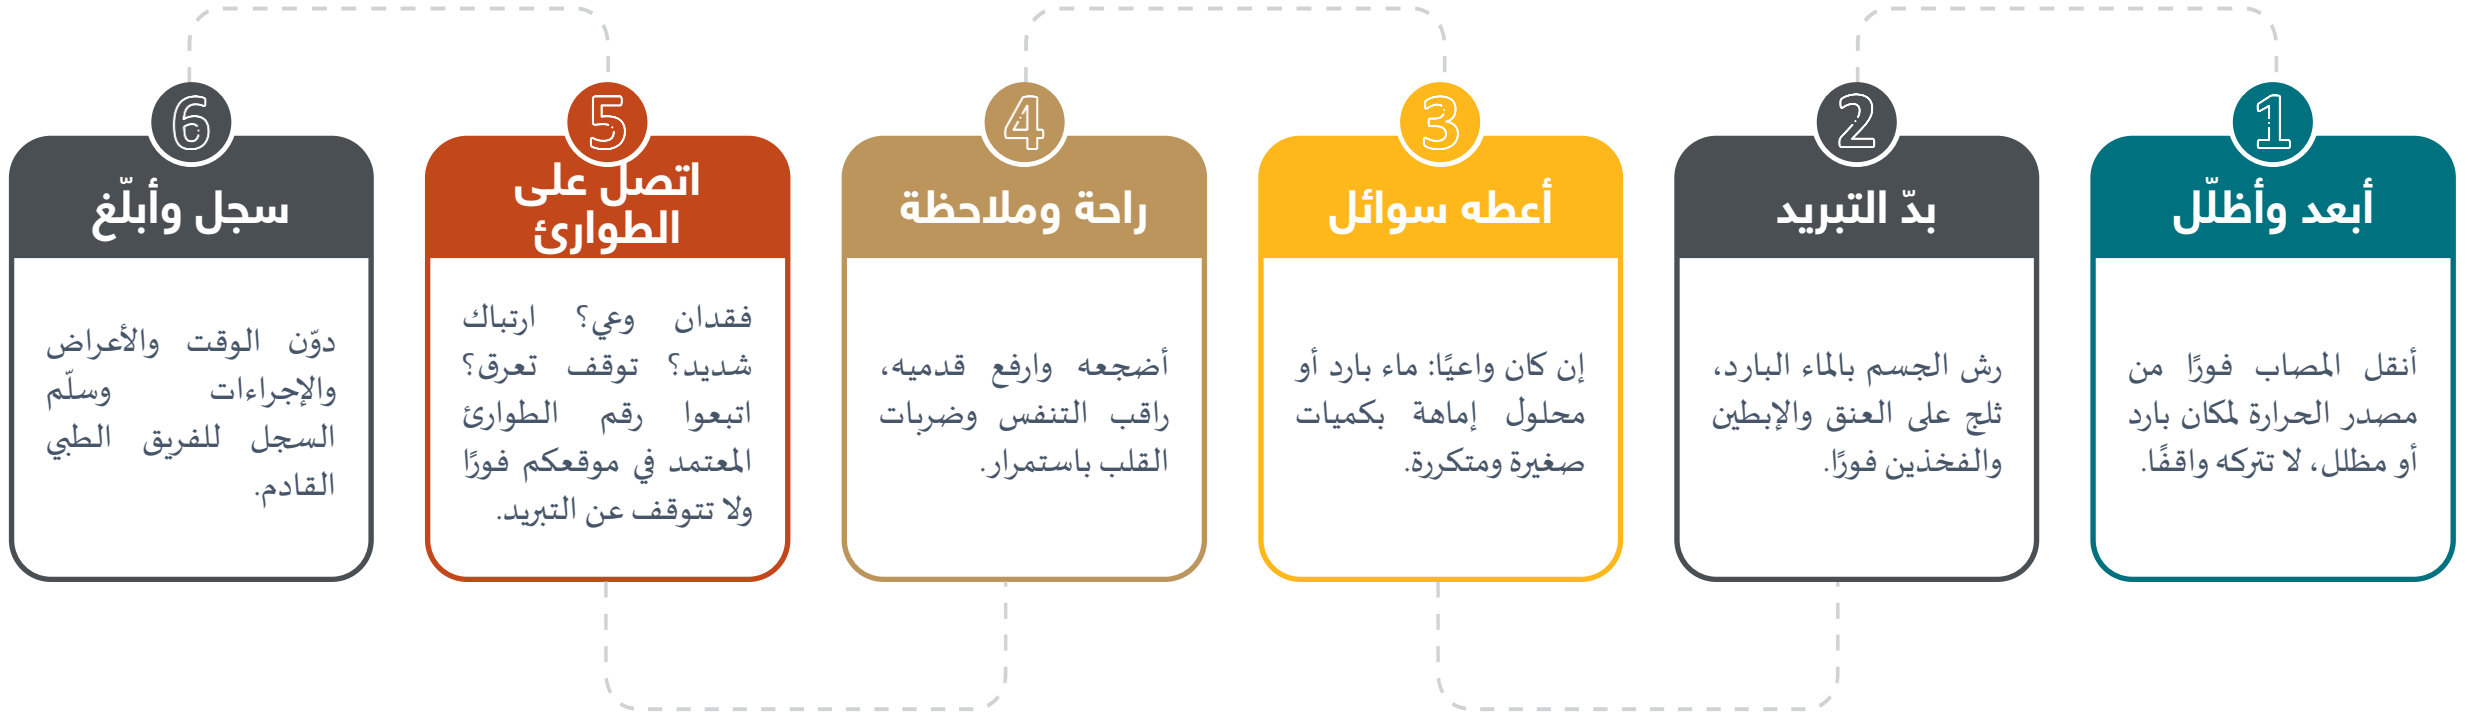 1
أبعد وأظلّل
أنقل المصاب فورًا من
مصدر الحرارة لمكان بارد
أو مظلل، لا تتركه واقفًا.
2
بدّ التبريد
رش الجسم بالماء البارد،
ثلج على العنق والإبطين
والفخذين فورًا.
3
أعطه سوائل
إن كان واعيًا: ماء بارد أو
محلول إماهة بكميات
صغيرة ومتكررة.
4
راحة وملاحظة
أضجعه وارفع قدميه،
راقب التنفس وضربات
القلب باستمرار.
5
اتصل على
الطوارئ
فقدان وعي؟ ارتباك
شديد؟ توقف تعرق؟
اتبعوا رقم الطوارئ
المعتمد في موقعكم فورًا
ولا تتوقف عن التبريد.
6
سجل وأبلّغ
دوّن الوقت والأعراض
والإجراءات وسلّم
السجل للفريق الطبي
القادم.